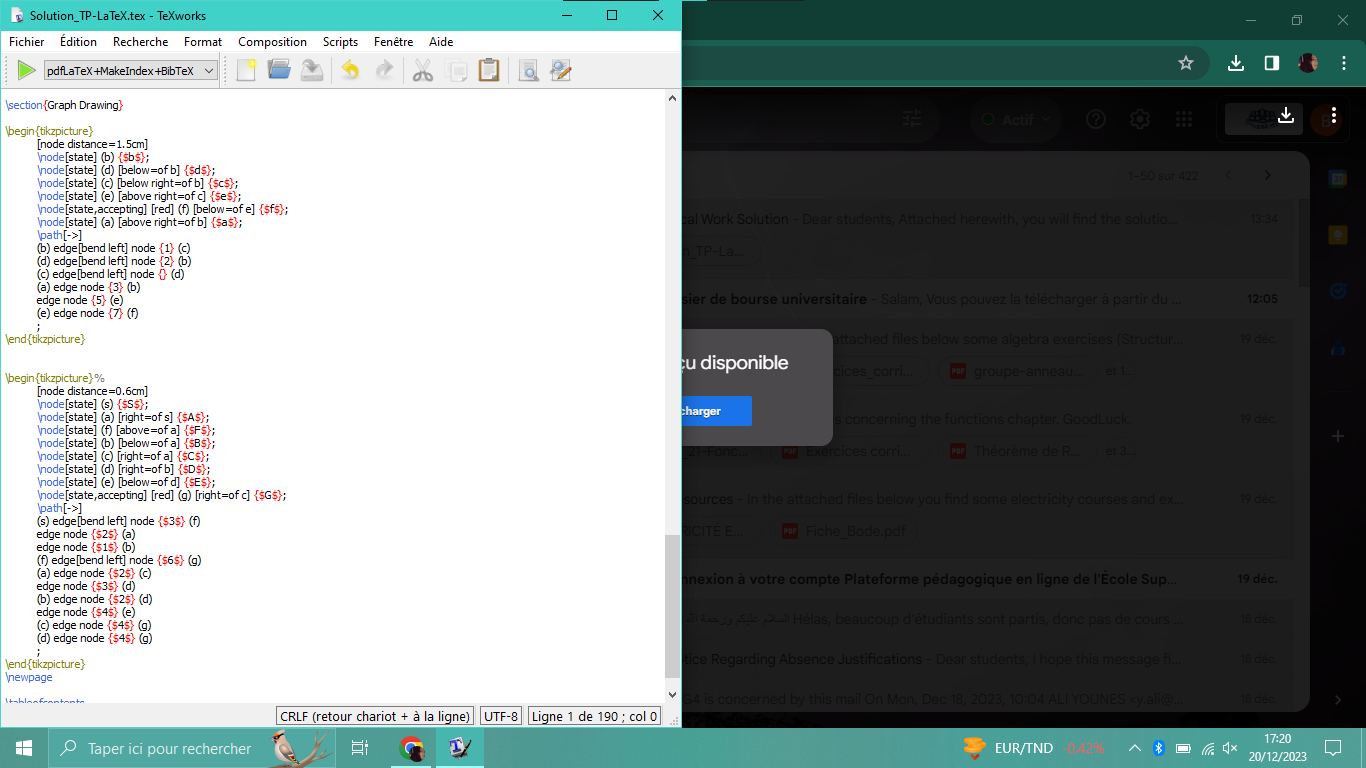 Solution_TP-LaTeX.tex - TeXworks
Fichier Édition Recherche Format Composition Scripts Fenêtre Aide
pdfLaTeX+MakeIndex+BibTeX
\section{Graph Drawing}
\begin{tikzpicture}
[node distance=1.5cm]
\node[state] (b) {$b$};
\node[state] (d) [below=of b] {$d$};
\node[state] (c) [below right=of b] {$c$};
\node[state] (e) [above right=of c] {$e$};
\node[state,accepting] [red] (f) [below=of e] {$f$};
\node[state] (a) [above right=of b] {$a$};
\path[->]
(b) edge[bend left] node {1} (c)
(d) edge[bend left] node {2} (b)
(c) edge[bend left] node {} (d)
(a) edge node {3} (b)
edge node {5} (e)
(e) edge node {7} (f)
;
\end{tikzpicture}
\begin{tikzpicture}%
[node distance=0.6cm]
\node[state] (s) {$S$};
\node[state] (a) [right=of s] {$A$};
\node[state] (f) [above=of a] {$F$};
\node[state] (b) [below=of a] {$B$};
\node[state] (c) [right=of a] {$C$};
\node[state] (d) [right=of b] {$D$};
\node[state] (e) [below=of d] {$E$};
\node[state,accepting] [red] (g) [right=of c] {$G$};
\path[->]
(s) edge[bend left] node {$3$} (f)
edge node {$2$} (a)
edge node {$1$} (b)
(f) edge[bend left] node {$6$} (g)
(a) edge node {$2$} (c)
edge node {$3$} (d)
(b) edge node {$2$} (d)
edge node {$4$} (e)
(c) edge node {$4$} (g)
(d) edge node {$4$} (g)
;
\end{tikzpicture}
\newpage
\tableofcontents
CRLF (retour chariot + à la ligne) UTF-8 Ligne 1 de 190 ; col 0
Actif
1–50 sur 422
cal Work Solution - Dear students, Attached herewith, you will find the solutio... 13:34
n_TP-La...
sier de bourse universitaire - Salam, Vous pouvez la télécharger à partir du ... 12:05
attached files below some algebra exercises (Structur... 19 déc.
çu disponible
cices_corri... PDF groupe-anneau... et 1...
charger
s concerning the functions chapter. GoodLuck. 19 déc.
_21-Fonc... PDF Exercices corri... PDF Théorème de R... et 3...
sources - In the attached files below you find some electricity courses and ex... 19 déc.
RICITE E... PDF Fiche_Bode.pdf
nnexion à votre compte Plateforme pédagogique en ligne de l'École Sup... 19 déc.
Hélas, beaucoup d'étudiants sont partis, donc pas de cours ... 18 déc.
tice Regarding Absence Justifications - Dear students, I hope this message fi... 18 déc.
G4 is concerned by this mail On Mon, Dec 18, 2023, 10:04 ALI YOUNES <y.ali@... 18 déc.
Taper ici pour rechercher
EUR/TND -0.42%
17:20
20/12/2023